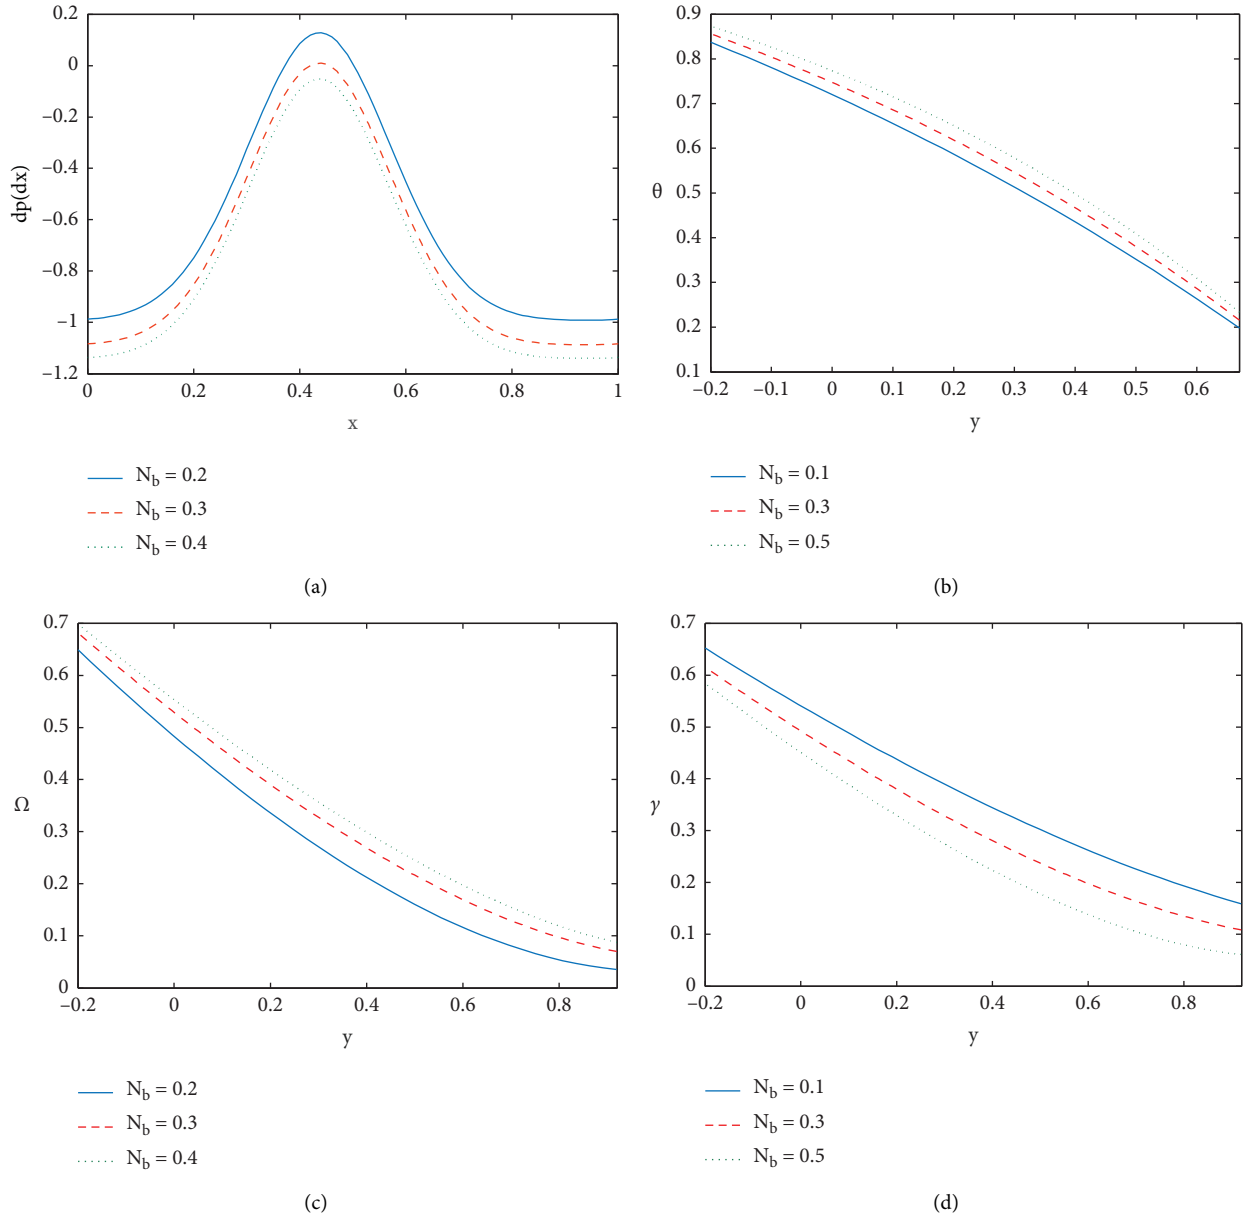 0.2
0
−0.2
−0.4
−0.6
−0.8
−1
−1.2
dp(dx)
0 0.2 0.4 0.6 0.8 1
x
N_b = 0.2
N_b = 0.3
N_b = 0.4
(a)
0.9
0.8
0.7
0.6
0.5
0.4
0.3
0.2
0.1
θ
−0.2 −0.1 0 0.1 0.2 0.3 0.4 0.5 0.6
y
N_b = 0.1
N_b = 0.3
N_b = 0.5
(b)
0.7
0.6
0.5
0.4
0.3
0.2
0.1
0
Ω
−0.2 0 0.2 0.4 0.6 0.8
y
N_b = 0.2
N_b = 0.3
N_b = 0.4
(c)
0.7
0.6
0.5
0.4
0.3
0.2
0.1
0
γ
−0.2 0 0.2 0.4 0.6 0.8
y
N_b = 0.1
N_b = 0.3
N_b = 0.5
(d)